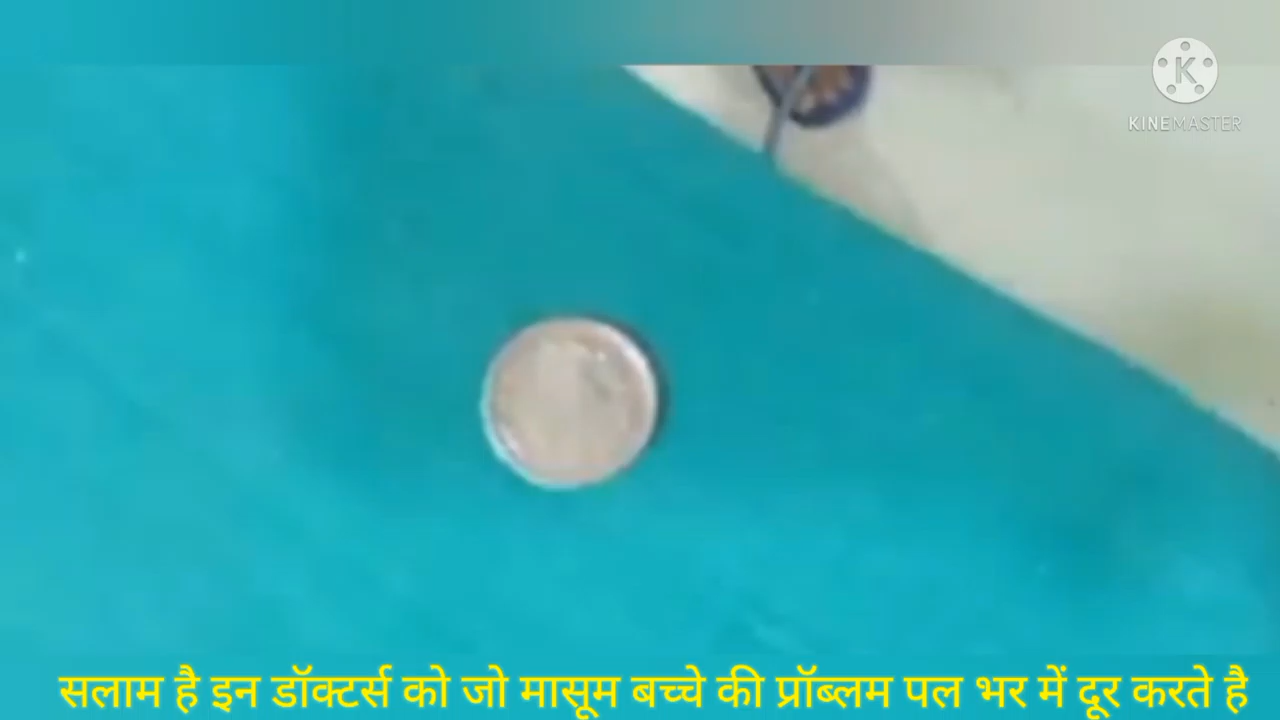 K
KINEMASTER
सलाम है इन डॉक्टर्स को जो मासूम बच्चे की प्रॉब्लम पल भर में दूर करते है